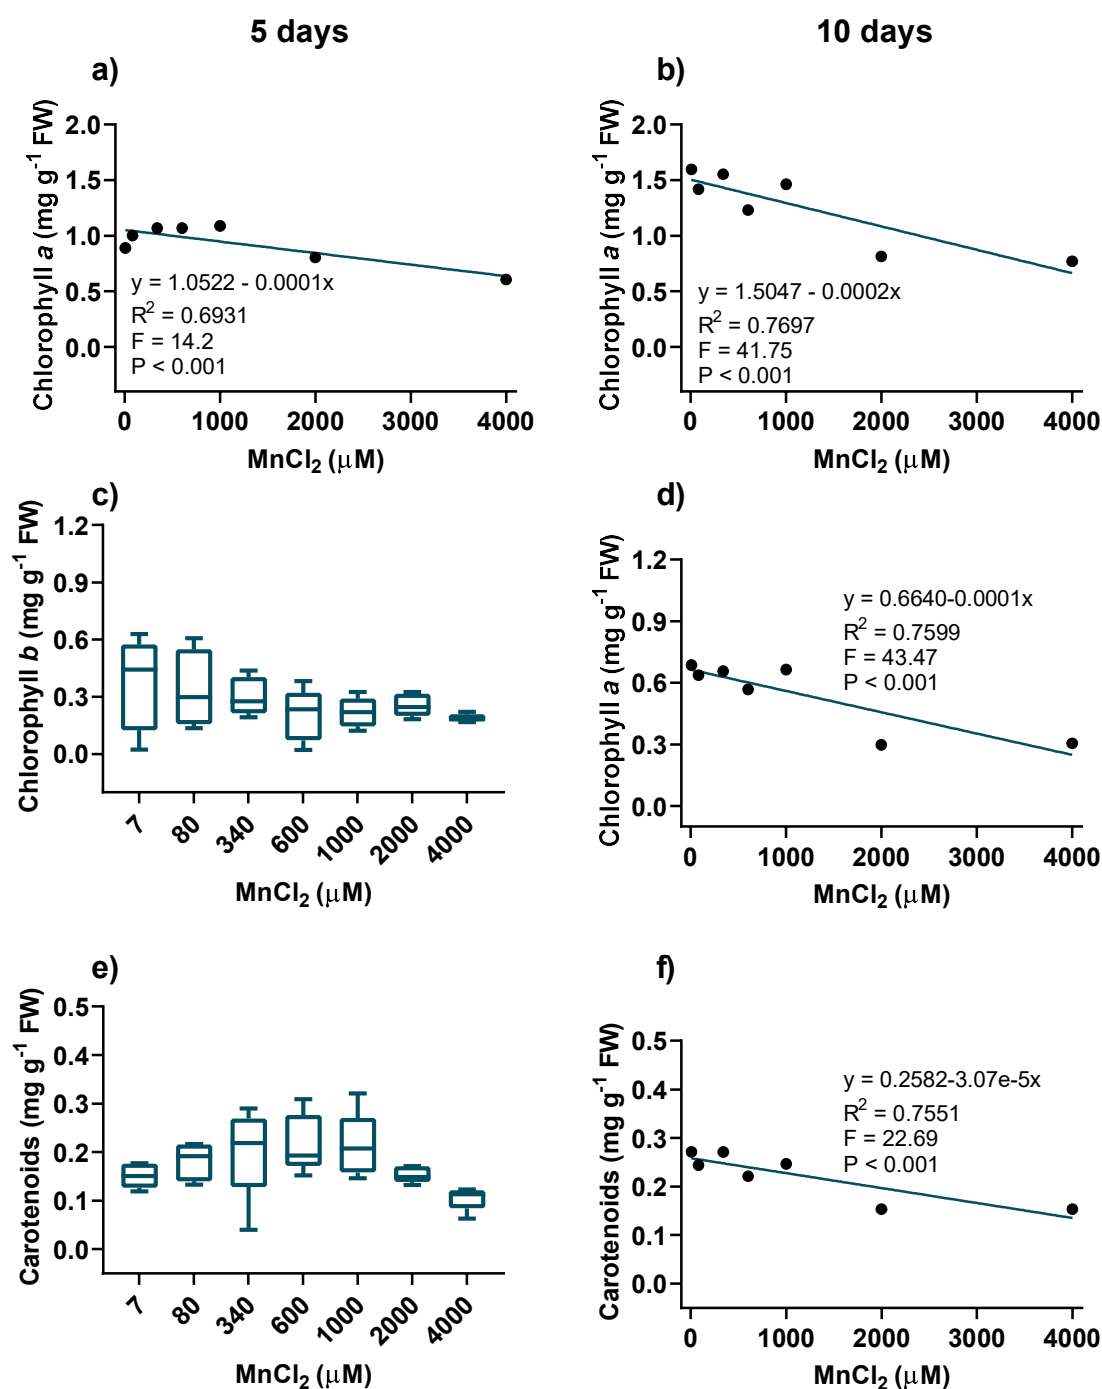 5 days
10 days
a)
Chlorophyll a (mg g⁻¹ FW)
2.0
1.5
1.0
0.5
0.0
y = 1.0522 - 0.0001x
R² = 0.6931
F = 14.2
P < 0.001
0 1000 2000 3000 4000
MnCl₂ (μM)
b)
Chlorophyll a (mg g⁻¹ FW)
2.0
1.5
1.0
0.5
0.0
y = 1.5047 - 0.0002x
R² = 0.7697
F = 41.75
P < 0.001
0 1000 2000 3000 4000
MnCl₂ (μM)
c)
Chlorophyll b (mg g⁻¹ FW)
1.2
0.9
0.6
0.3
0.0
7 80 340 600 1000 2000 4000
MnCl₂ (μM)
d)
Chlorophyll a (mg g⁻¹ FW)
1.2
0.9
0.6
0.3
0.0
y = 0.6640-0.0001x
R² = 0.7599
F = 43.47
P < 0.001
0 1000 2000 3000 4000
MnCl₂ (μM)
e)
Carotenoids (mg g⁻¹ FW)
0.5
0.4
0.3
0.2
0.1
0.0
7 80 340 600 1000 2000 4000
MnCl₂ (μM)
f)
Carotenoids (mg g⁻¹ FW)
0.5
0.4
0.3
0.2
0.1
0.0
y = 0.2582-3.07e-5x
R² = 0.7551
F = 22.69
P < 0.001
0 1000 2000 3000 4000
MnCl₂ (μM)